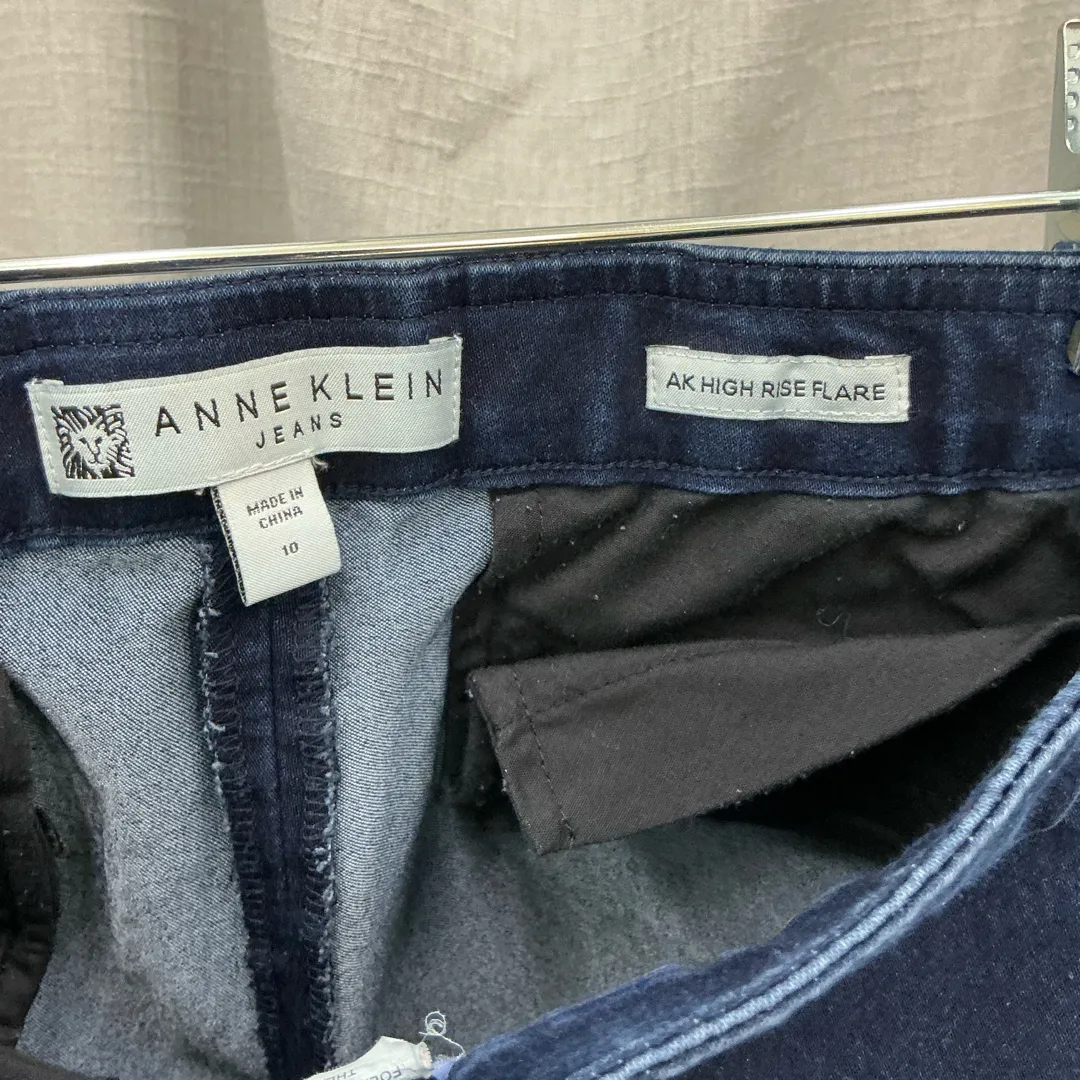 ANNE KLEIN
JEANS
AK HIGH RISE FLARE
MADE IN
CHINA
10